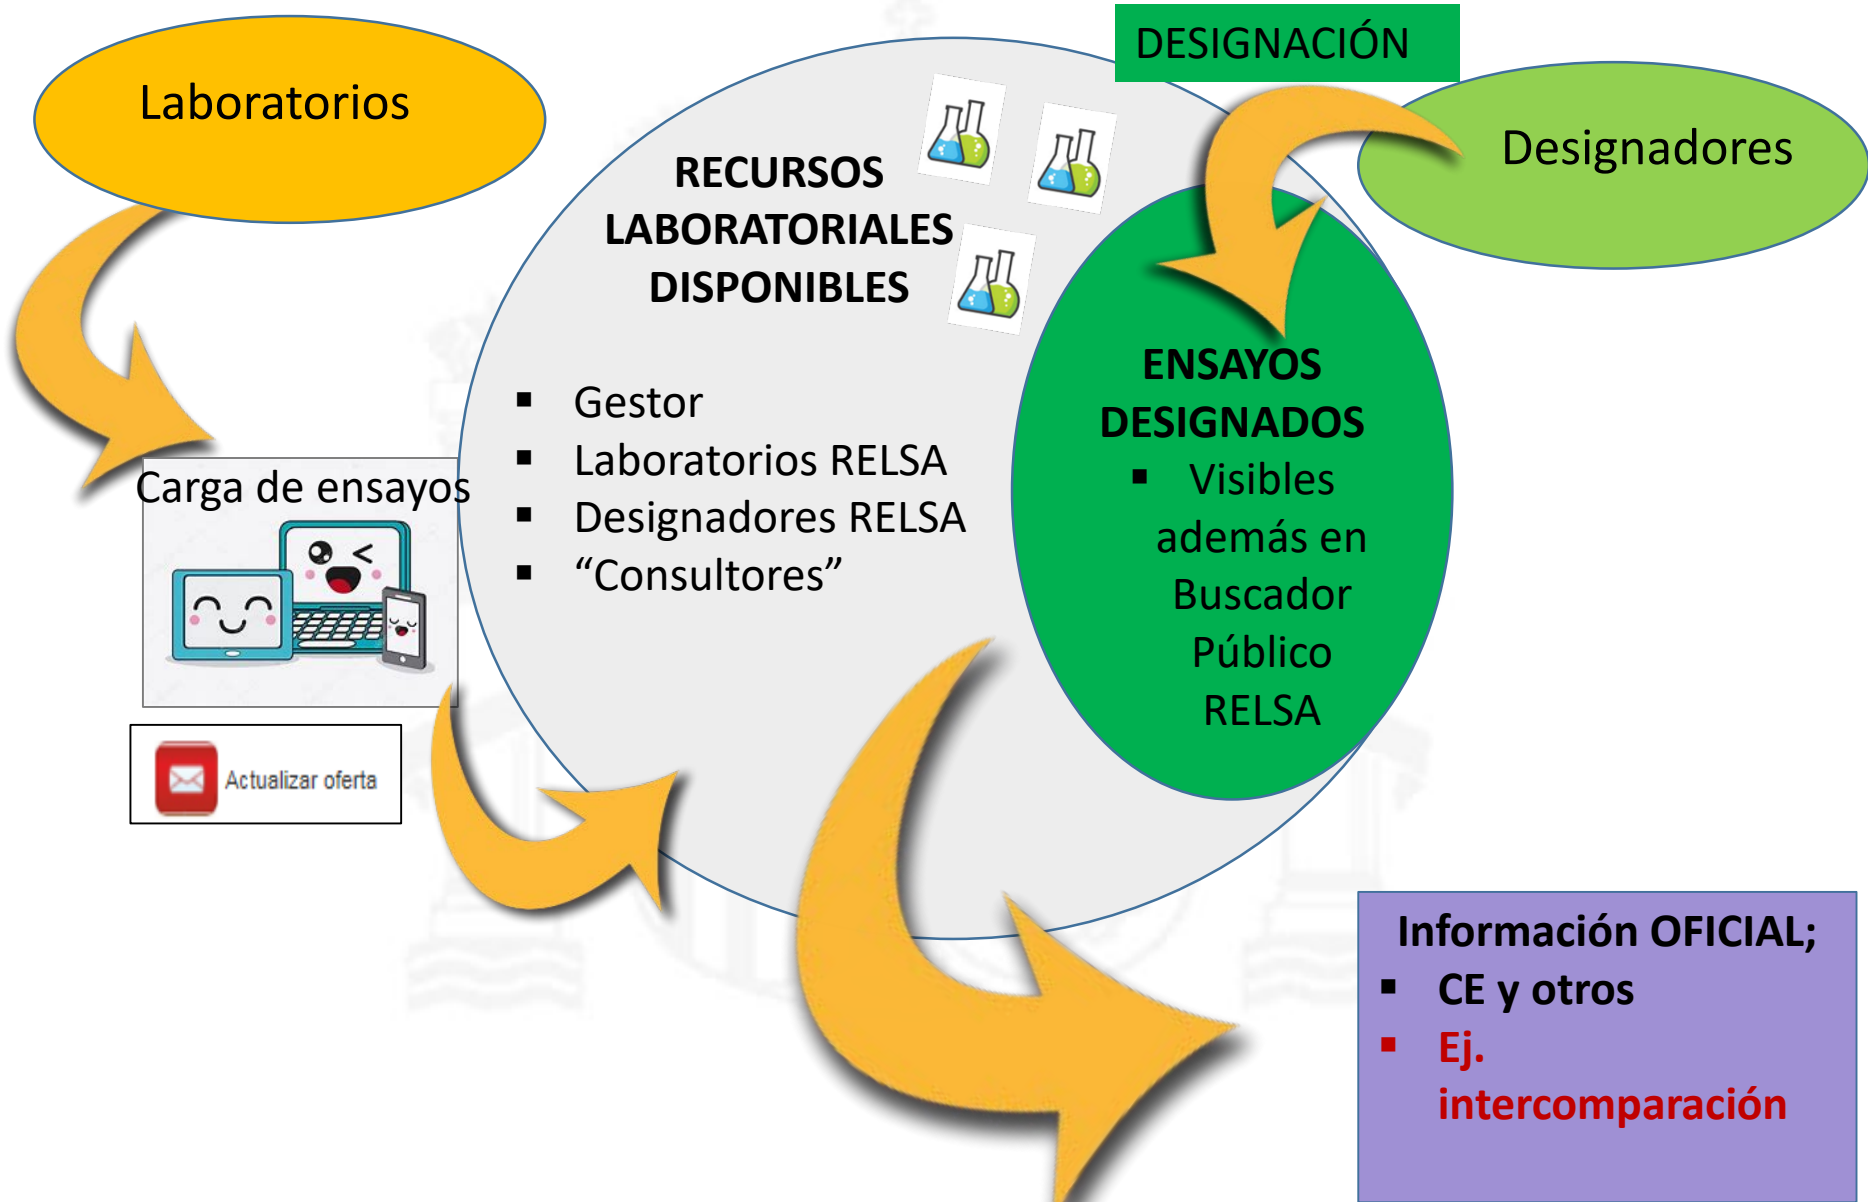 Laboratorios
DESIGNACIÓN
Designadores
RECURSOS
LABORATORIALES
DISPONIBLES
▪ Gestor
▪ Laboratorios RELSA
▪ Designadores RELSA
▪ “Consultores”
ENSAYOS
DESIGNADOS
▪ Visibles
además en
Buscador
Público
RELSA
Carga de ensayos
Actualizar oferta
Información OFICIAL;
▪ CE y otros
▪ Ej.
intercomparación